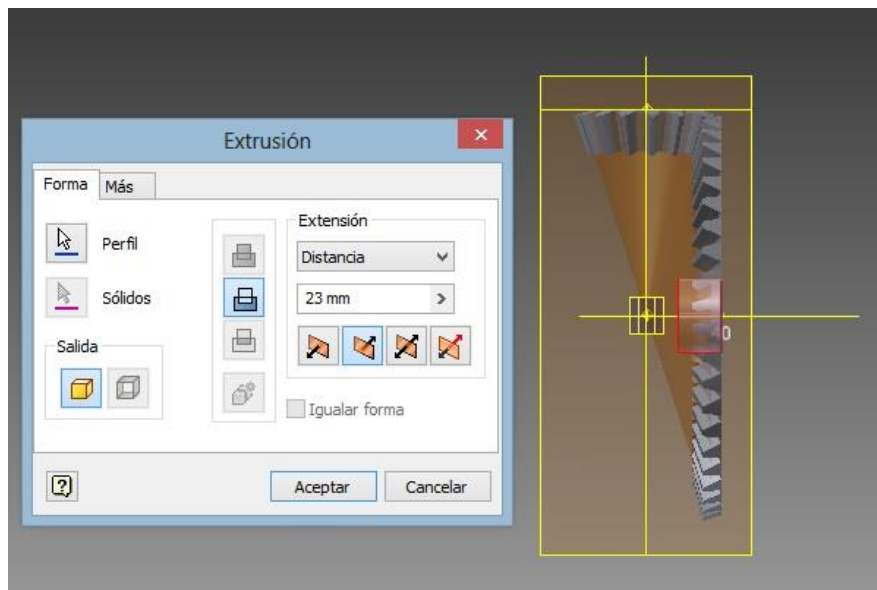 Extrusión
Forma
Más
Perfil
Sólidos
Salida
Extensión
Distancia
23 mm
Igualar forma
Aceptar
Cancelar
0